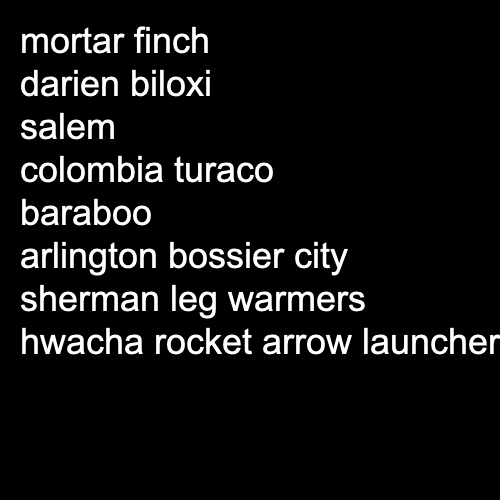 mortar finch
darien biloxi
salem
colombia turaco
baraboo
arlington bossier city
sherman leg warmers
hwacha rocket arrow launcher